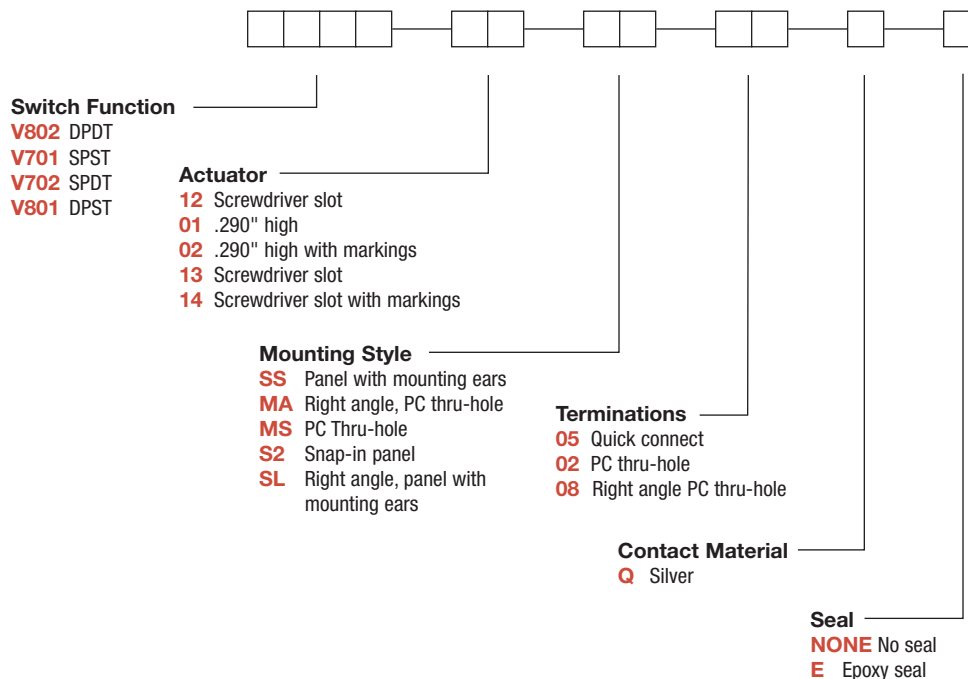 Switch Function
V802 DPDT
V701 SPST
V702 SPDT
V801 DPST
Actuator
12 Screwdriver slot
01 .290" high
02 .290" high with markings
13 Screwdriver slot
14 Screwdriver slot with markings
Mounting Style
SS Panel with mounting ears
MA Right angle, PC thru-hole
MS PC Thru-hole
S2 Snap-in panel
SL Right angle, panel with
mounting ears
Terminations
05 Quick connect
02 PC thru-hole
08 Right angle PC thru-hole
Contact Material
Q Silver
Seal
NONE No seal
E Epoxy seal